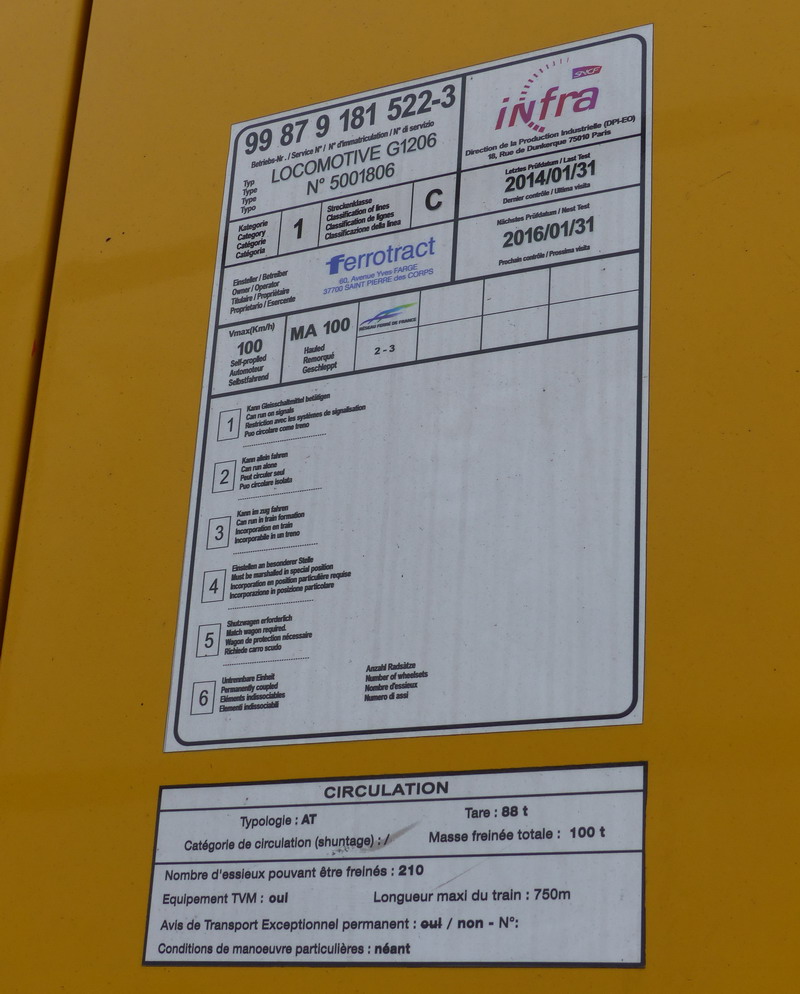 99 87 9 181 522-3
Betriebs-Nr. / Service N° / N° d'immatriculation / N° di servizio
Typ
Type
Type
Typo
LOCOMOTIVE G1206
N° 5001806
SNCF
infra
Direction de la Production Industrielle (DPI-EO)
18, Rue de Dunkerque 75010 Paris
Letztes Prüfdatum / Last Test
2014/01/31
Dernier contrôle / Ultima visita
Nächstes Prüfdatum / Next Test
2016/01/31
Prochain contrôle / Prossima visita
Kategorie
Category
Catégorie
Catégoria
1
Streckenklasse
Classification of lines
Classification de lignes
Classificazione della linea
C
Einsteller / Betreiber
Owner / Operator
Titulaire / Propriétaire
Proprietario / Esercente
ferrotract
60, Avenue Yves FARGE
37700 SAINT PIERRE des CORPS
Vmax(Km/h)
100
Self-proplled
Automoteur
Selbstfahrend
MA 100
Hauled
Remorqué
Geschleppt
RÉSEAU FERRÉ DE FRANCE
2 - 3
1
Kann Gleisschaltmittel betätigen
Can run on signals
Restriction avec les systèmes de signalisation
Puo circolare come treno
2
Kann allein fahren
Can run alone
Peut circuler seul
Puo circolare isolata
3
Kann im zug fahren
Can run in train formation
Incorporation en train
Incorporabile in un treno
4
Einstellen an besonderer Stelle
Must be marshalled in special position
Incorporation en position particulière requise
Incorporazione in posizione particolare
5
Shutzwagen erforderlich
Match wagon required.
Wagon de protection nécessaire
Richiede carro scudo
6
Untrennbare Einheit
Permanently coupled
Eléments indissociables
Elementi indissociabili
Anzahl Radsätze
Number of wheelsets
Nombre d'essieux
Numero di assi
CIRCULATION
Typologie : AT
Tare : 88 t
Catégorie de circulation (shuntage) : /
Masse freinée totale : 100 t
Nombre d'essieux pouvant être freinés : 210
Equipement TVM : oui
Longueur maxi du train : 750m
Avis de Transport Exceptionnel permanent : oui / non - N°:
Conditions de manoeuvre particulières : néant